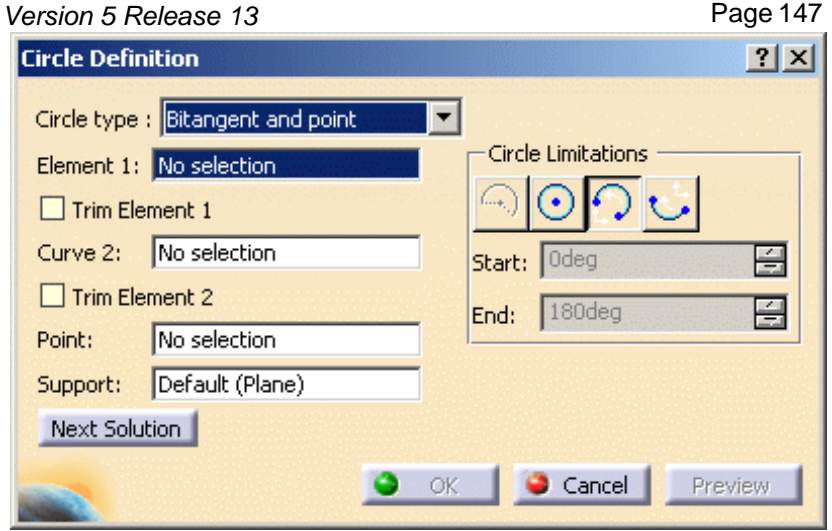 Version 5 Release 13
Page 147
Circle Definition
Circle type : Bitangent and point
Element 1: No selection
Trim Element 1
Curve 2: No selection
Trim Element 2
Point: No selection
Support: Default (Plane)
Next Solution
Circle Limitations
Start: 0deg
End: 180deg
OK Cancel Preview